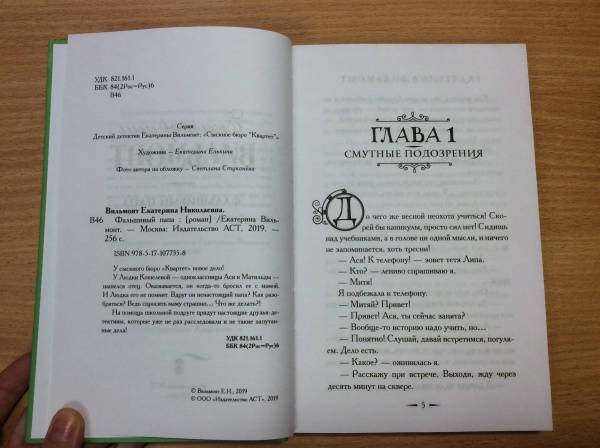 УДК 821.161.1
ББК 84(2Рос=Рус)6
В46
Серия
Детский детектив Екатерины Вильмонт: «Сыскное бюро "Квартет"»
Художник – Екатерина Елькина
Фото автора на обложку – Светлана Стуканёва
Вильмонт Екатерина Николаевна.
В46 Фальшивый папа : [роман] /Екатерина Виль-
монт. — Москва: Издательство АСТ, 2019. —
256 с.
ISBN 978-5-17-107735-8
У сыскного бюро «Квартет» новое дело!
У Людки Кошелевой — одноклассницы Аси и Матильды —
нашелся отец. Оказывается, он когда-то бросил ее с мамой.
И Людка его не помнит. Вдруг он ненастоящий папа? Как разо-
браться? Ведь спросить маму страшно... Что же делать?!
На помощь школьной подруге придут настоящие друзья-де-
тективы, которые уже не раз расследовали и не такие запутан-
ные дела!
УДК 821.161.1
ББК 84(2Рос=Рус)6
© Вильмонт Е.Н., 2019
© ООО «Издательство АСТ», 2019
ГЛАВА 1
СМУТНЫЕ ПОДОЗРЕНИЯ
До чего же весной неохота учиться! Ско-
рей бы каникулы, просто сил нет! Сидишь
над учебниками, а в голове ни одной мысли, и ничего
не запоминается, хоть тресни!
— Ася! К телефону! — зовет тетя Липа.
— Кто? — лениво спрашиваю я.
— Митя!
Я подбежала к телефону.
— Митяй? Привет!
— Привет! Ася, ты сейчас занята?
— Вообще-то историю надо учить, но...
— Понятно! Слушай, давай встретимся, погуля-
ем. Дело есть.
— Какое? — оживилась я.
— Расскажу при встрече. Выходи, жду через
десять минут на сквере.
5